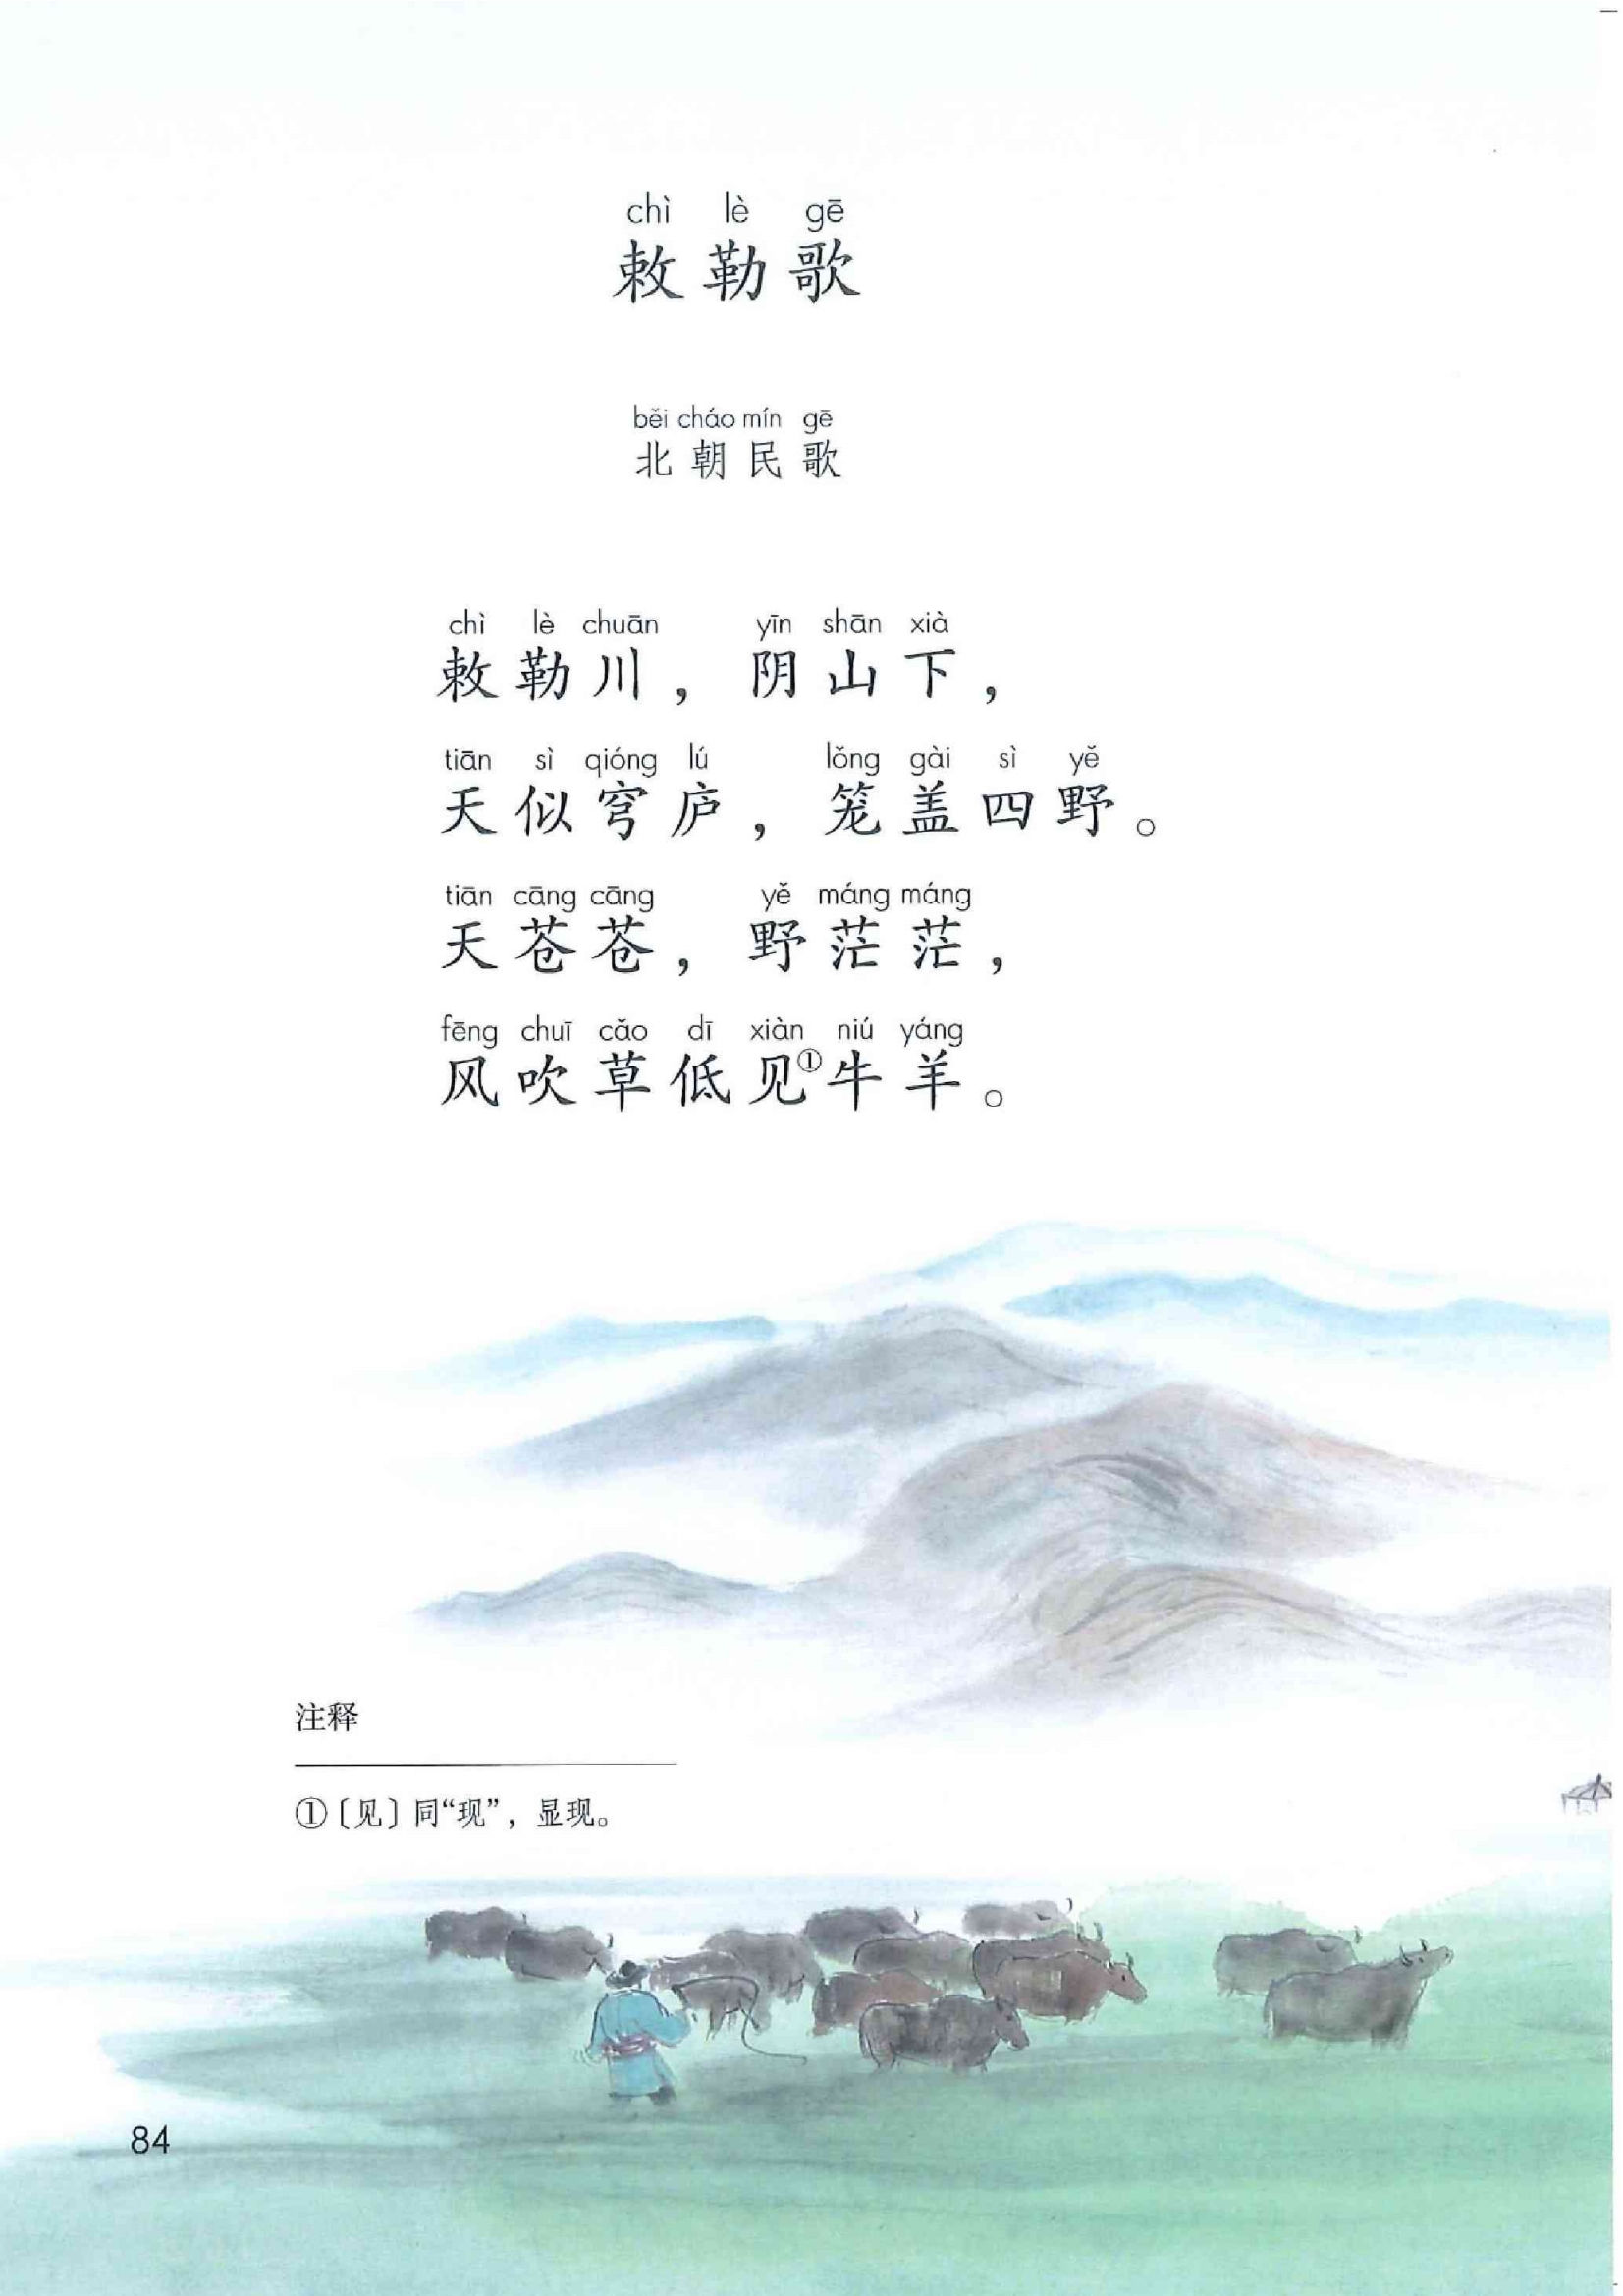 chì lè gē
敕勒歌
běi cháo mín gē
北朝民歌
chì lè chuān yīn shān xià
敕勒川，阴山下，
tiān sì qióng lú lǒng gài sì yě
天似穹庐，笼盖四野。
tiān cāng cāng yě máng máng
天苍苍，野茫茫，
fēng chuī cǎo dī xiàn niú yáng
风吹草低见①牛羊。
注释
①〔见〕同“现”，显现。
84